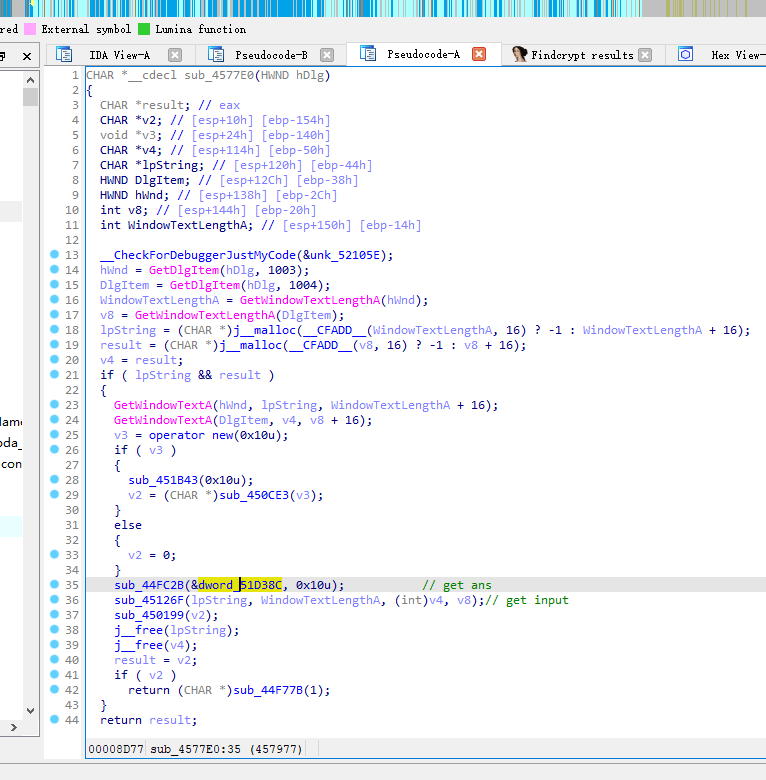 red External symbol Lumina function
IDA View-A Pseudocode-B Pseudocode-A Findcrypt results Hex View-
1 CHAR *__cdecl sub_4577E0(HWND hDlg)
2 {
3 CHAR *result; // eax
4 CHAR *v2; // [esp+10h] [ebp-154h]
5 void *v3; // [esp+24h] [ebp-140h]
6 CHAR *v4; // [esp+114h] [ebp-50h]
7 CHAR *lpString; // [esp+120h] [ebp-44h]
8 HWND DlgItem; // [esp+12Ch] [ebp-38h]
9 HWND hWnd; // [esp+138h] [ebp-2Ch]
10 int v8; // [esp+144h] [ebp-20h]
11 int WindowTextLengthA; // [esp+150h] [ebp-14h]
12
13 __CheckForDebuggerJustMyCode(&unk_52105E);
14 hWnd = GetDlgItem(hDlg, 1003);
15 DlgItem = GetDlgItem(hDlg, 1004);
16 WindowTextLengthA = GetWindowTextLengthA(hWnd);
17 v8 = GetWindowTextLengthA(DlgItem);
18 lpString = (CHAR *)j__malloc(__CFADD__(WindowTextLengthA, 16) ? -1 : WindowTextLengthA + 16);
19 result = (CHAR *)j__malloc(__CFADD__(v8, 16) ? -1 : v8 + 16);
20 v4 = result;
21 if ( lpString && result )
22 {
23 GetWindowTextA(hWnd, lpString, WindowTextLengthA + 16);
24 GetWindowTextA(DlgItem, v4, v8 + 16);
25 v3 = operator new(0x10u);
26 if ( v3 )
27 {
28 sub_451B43(0x10u);
29 v2 = (CHAR *)sub_450CE3(v3);
30 }
31 else
32 {
33 v2 = 0;
34 }
35 sub_44FC2B(&dword_51D38C, 0x10u); // get ans
36 sub_45126F(lpString, WindowTextLengthA, (int)v4, v8);// get input
37 sub_450199(v2);
38 j__free(lpString);
39 j__free(v4);
40 result = v2;
41 if ( v2 )
42 return (CHAR *)sub_44F77B(1);
43 }
44 return result;
00008D77 sub_4577E0:35 (457977)